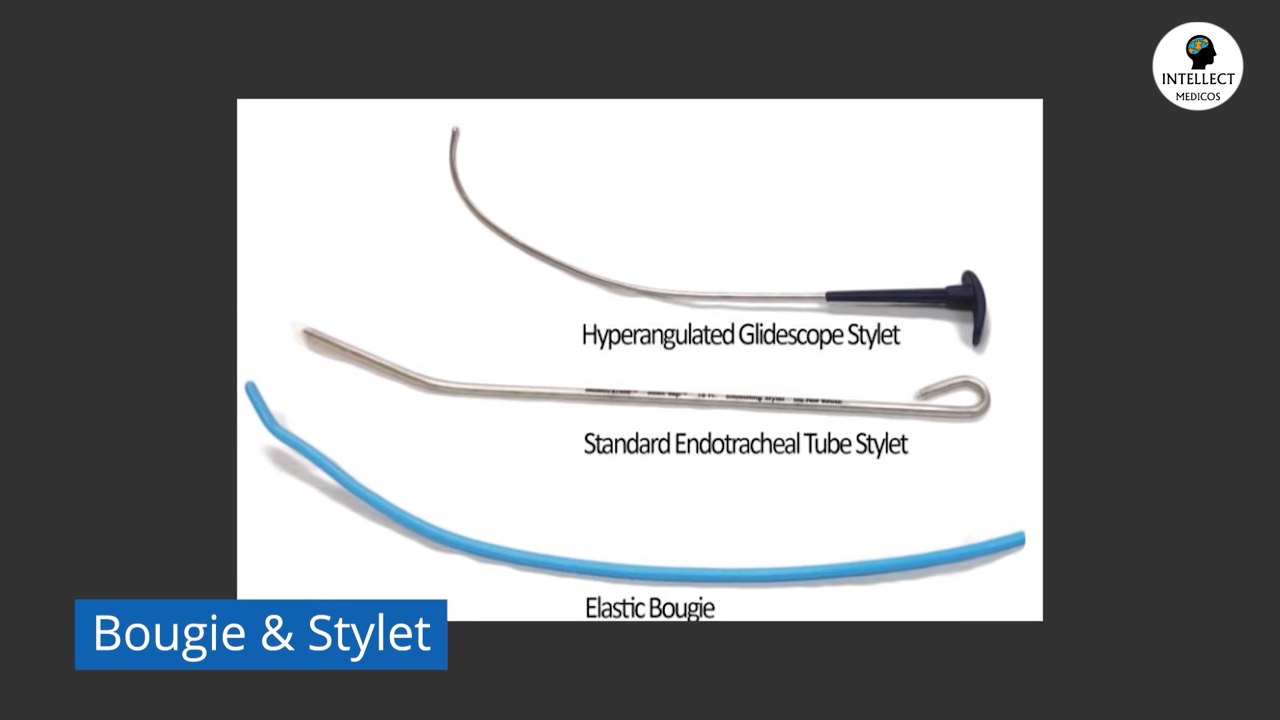 INTELLECT
MEDICOS
Hyperangulated Glidescope Stylet
Standard Endotracheal Tube Stylet
Elastic Bougie
Bougie & Stylet